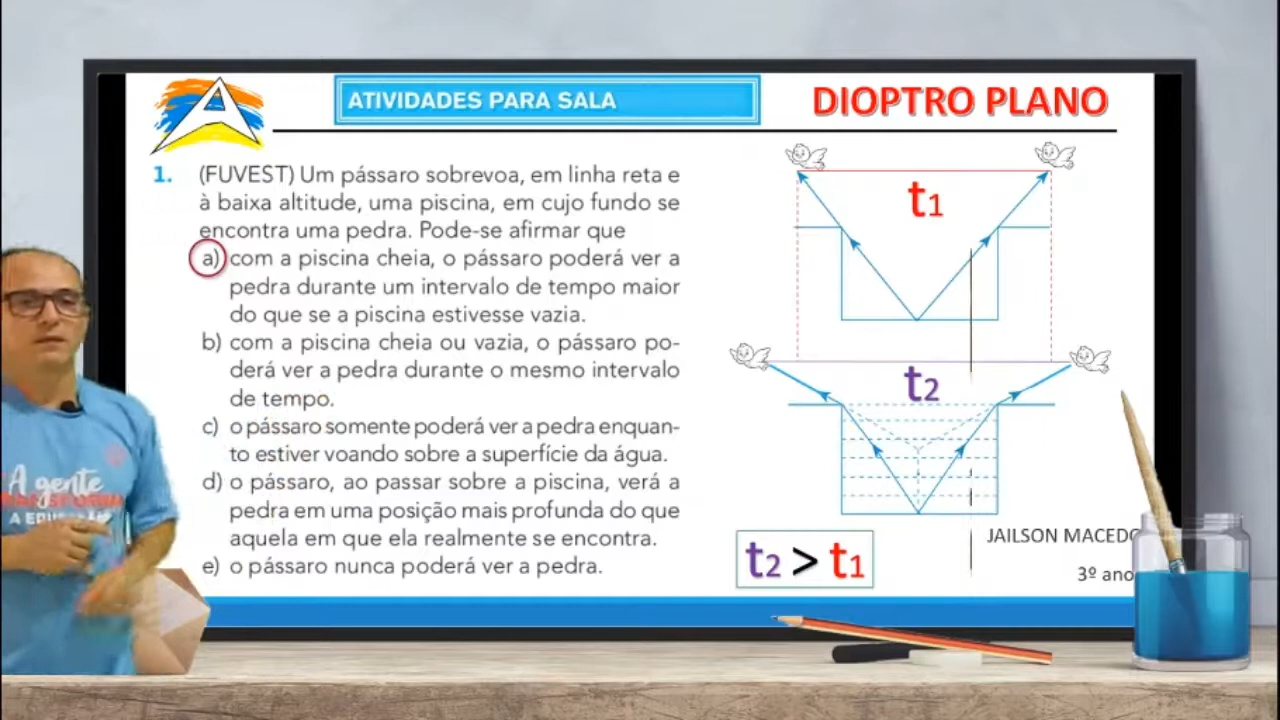 ATIVIDADES PARA SALA
DIOPTRO PLANO
1. (FUVEST) Um pássaro sobrevoa, em linha reta e
à baixa altitude, uma piscina, em cujo fundo se
encontra uma pedra. Pode-se afirmar que
a) com a piscina cheia, o pássaro poderá ver a
pedra durante um intervalo de tempo maior
do que se a piscina estivesse vazia.
b) com a piscina cheia ou vazia, o pássaro po-
derá ver a pedra durante o mesmo intervalo
de tempo.
c) o pássaro somente poderá ver a pedra enquan-
to estiver voando sobre a superfície da água.
d) o pássaro, ao passar sobre a piscina, verá a
pedra em uma posição mais profunda do que
aquela em que ela realmente se encontra.
e) o pássaro nunca poderá ver a pedra.
t1
t2
t2 > t1
JAILSON MACEDO
3º ano
A gente
A EDUCAÇÃO